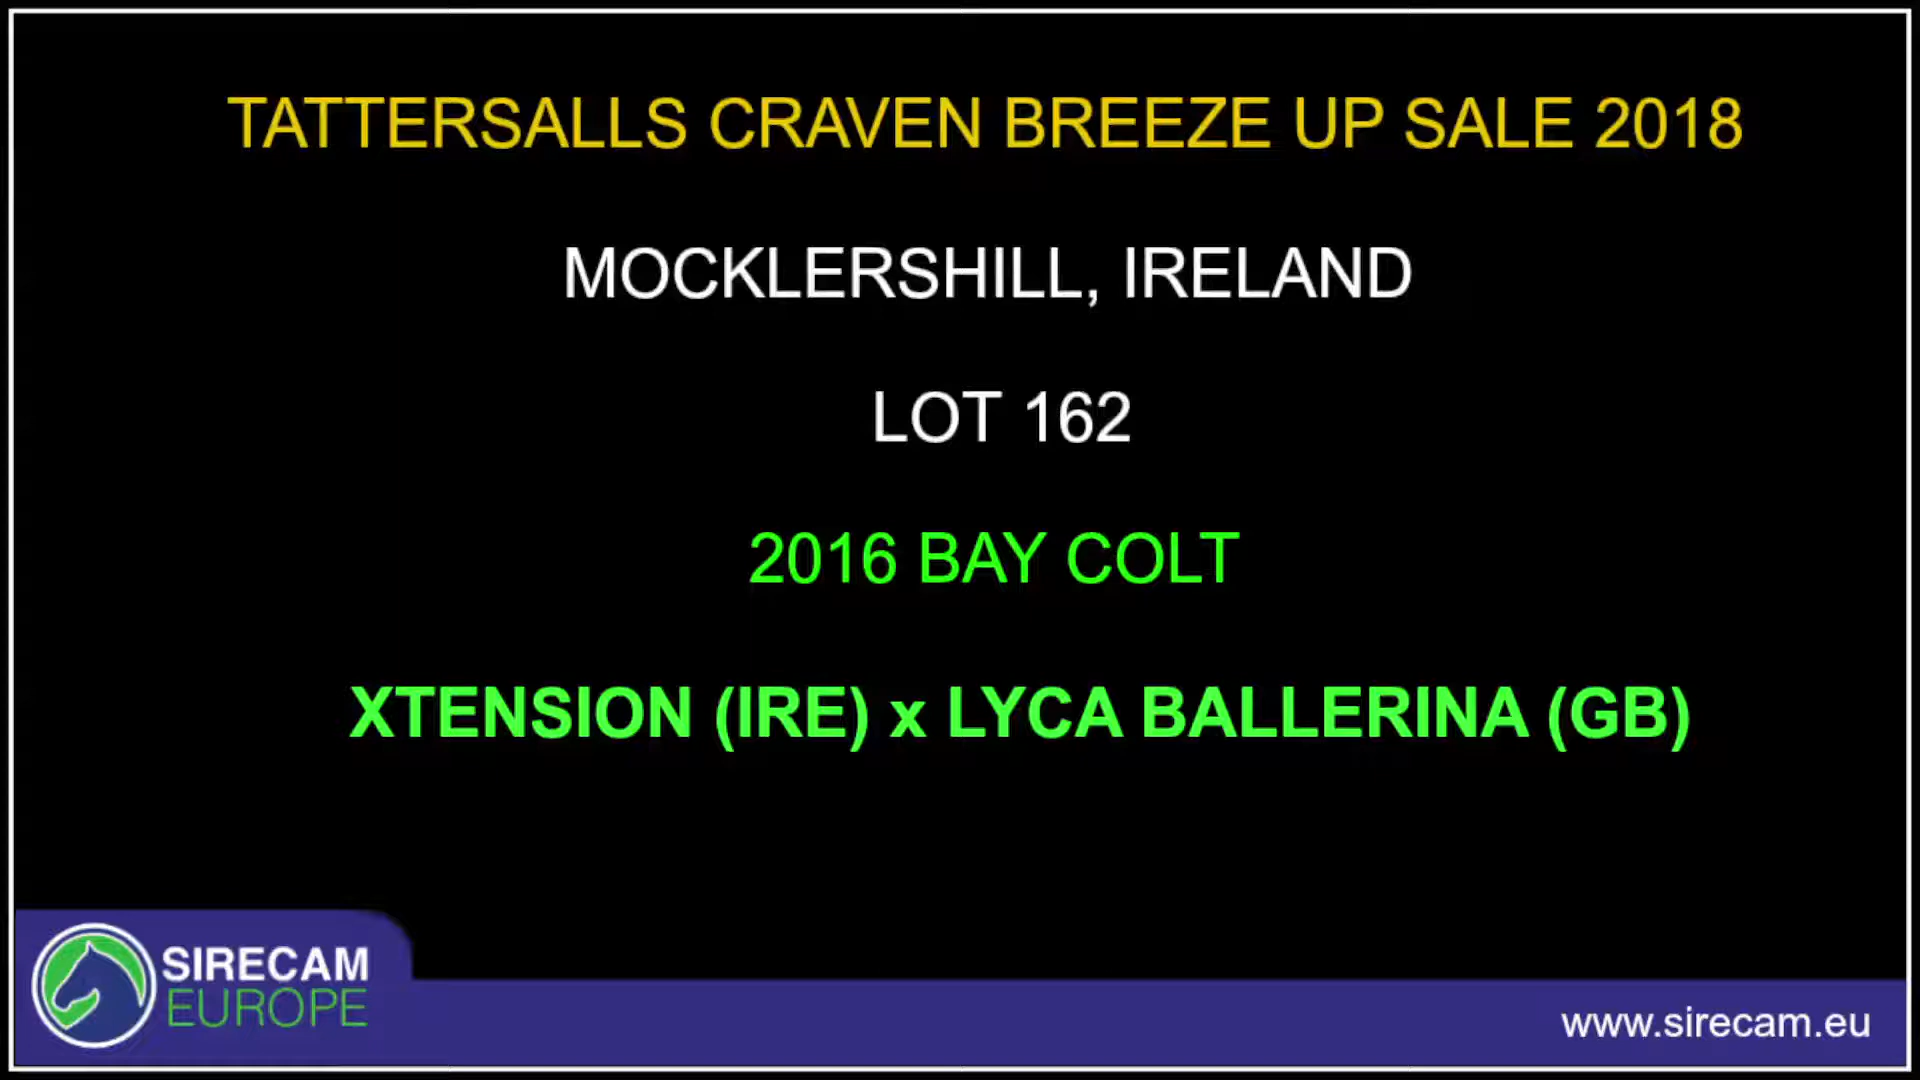 TATTERSALLS CRAVEN BREEZE UP SALE 2018
MOCKLERSHILL, IRELAND
LOT 162
2016 BAY COLT
XTENSION (IRE) x LYCA BALLERINA (GB)
SIRECAM
EUROPE
www.sirecam.eu